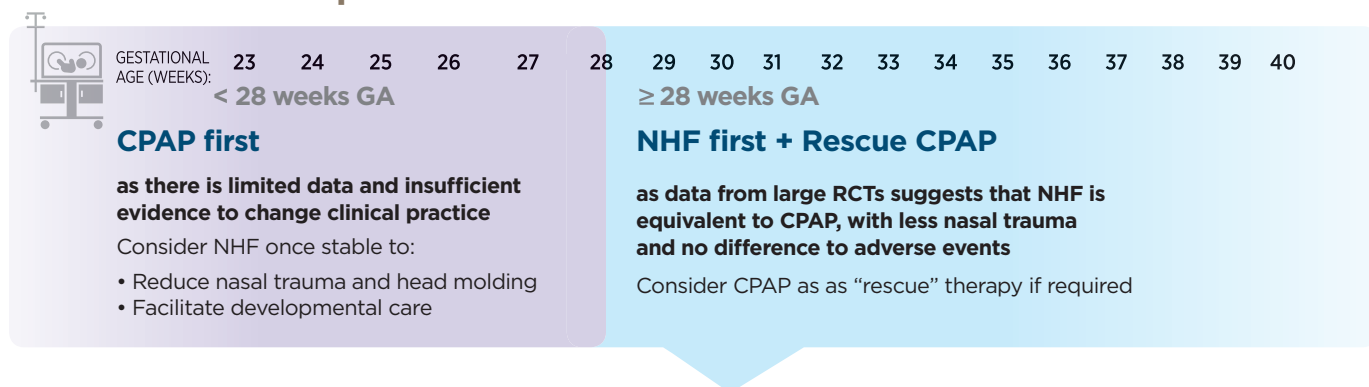 GESTATIONAL AGE (WEEKS): 23 24 25 26 27 28 29 30 31 32 33 34 35 36 37 38 39 40
< 28 weeks GA
CPAP first
as there is limited data and insufficient
evidence to change clinical practice
Consider NHF once stable to:
• Reduce nasal trauma and head molding
• Facilitate developmental care
≥ 28 weeks GA
NHF first + Rescue CPAP
as data from large RCTs suggests that NHF is
equivalent to CPAP, with less nasal trauma
and no difference to adverse events
Consider CPAP as as “rescue” therapy if required